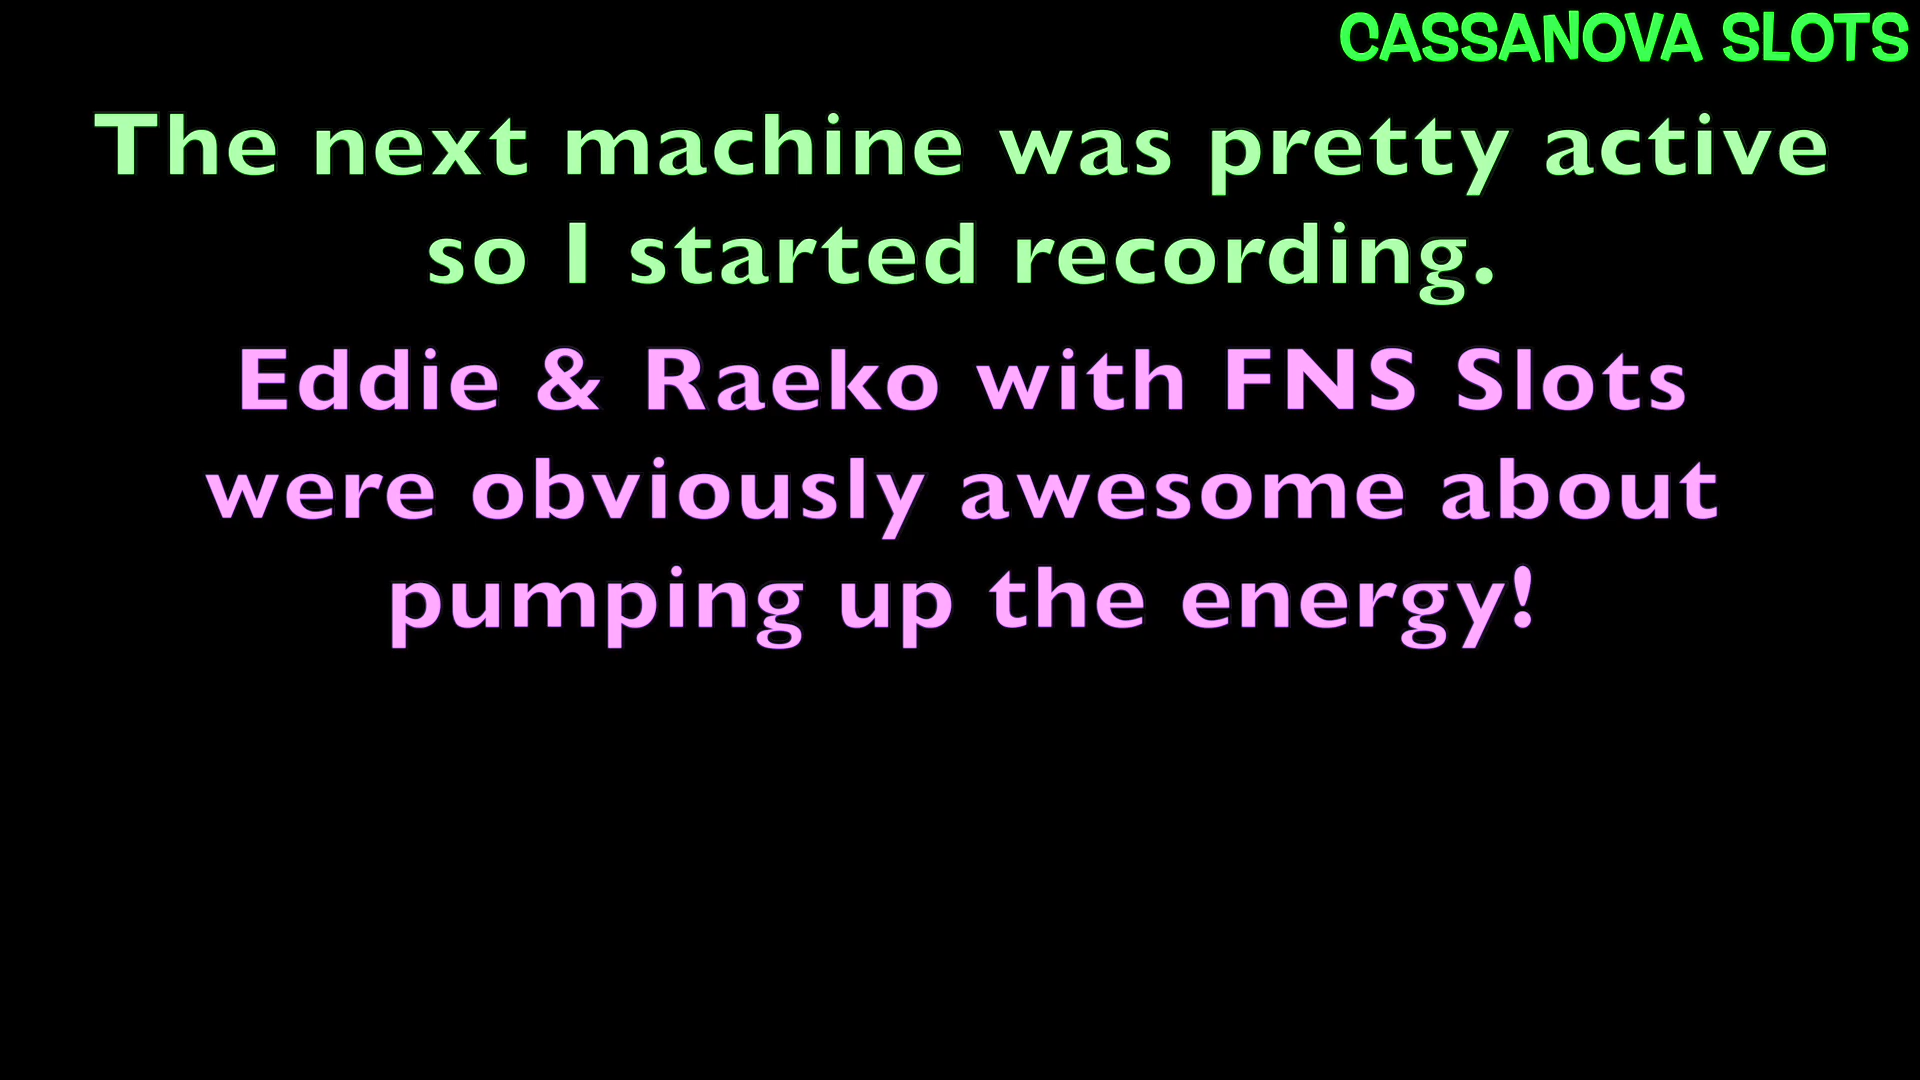 CASSANOVA SLOTS
The next machine was pretty active
so I started recording.
Eddie & Raeko with FNS Slots
were obviously awesome about
pumping up the energy!